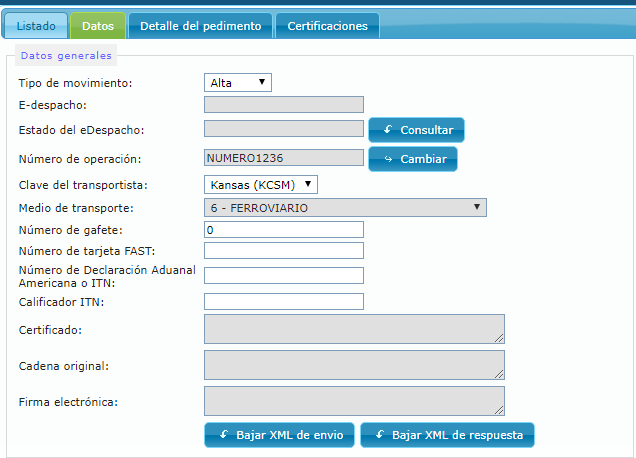 Listado Datos Detalle del pedimento Certificaciones
Datos generales
Tipo de movimiento: Alta
E-despacho:
Estado del eDespacho: Consultar
Número de operación: NUMERO1236 Cambiar
Clave del transportista: Kansas (KCSM)
Medio de transporte: 6 - FERROVIARIO
Número de gafete: 0
Número de tarjeta FAST:
Número de Declaración Aduanal
Americana o ITN:
Calificador ITN:
Certificado:
Cadena original:
Firma electrónica:
Bajar XML de envio Bajar XML de respuesta